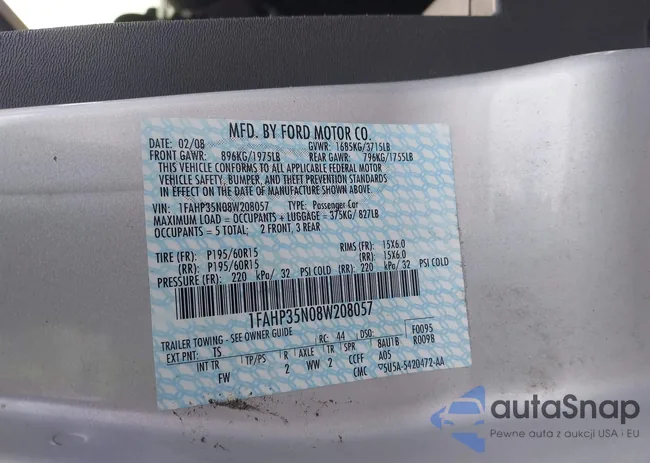 MFD. BY FORD MOTOR CO.
DATE: 02/08 GVWR: 1685KG/3715LB
FRONT GAWR: 896KG/1975LB REAR GAWR: 796KG/1755LB
THIS VEHICLE CONFORMS TO ALL APPLICABLE FEDERAL MOTOR
VEHICLE SAFETY, BUMPER, AND THEFT PREVENTION STANDARDS
IN EFFECT ON THE DATE OF MANUFACTURE SHOWN ABOVE.
VIN: 1FAHP35N08W208057 TYPE: Passenger Car
MAXIMUM LOAD = OCCUPANTS + LUGGAGE = 375KG/ 827LB
OCCUPANTS = 5 TOTAL; 2 FRONT, 3 REAR
TIRE (FR): P195/60R15 RIMS (FR): 15X6.0
(RR): P195/60R15 (RR): 15X6.0
PRESSURE (FR): 220 kPa/ 32 PSI COLD (RR): 220 kPa/ 32 PSI COLD
1FAHP35N08W208057
TRAILER TOWING - SEE OWNER GUIDE F0095
EXT PNT: TS RC: 44 DSO: R0098
INT TR TP/PS R AXLE TR SPR BAU1B
FW 2 WW 2 CCFF AOS
CMC 5U5A-5420472-AA
autaSnap
Pewne auta z aukcji USA i EU